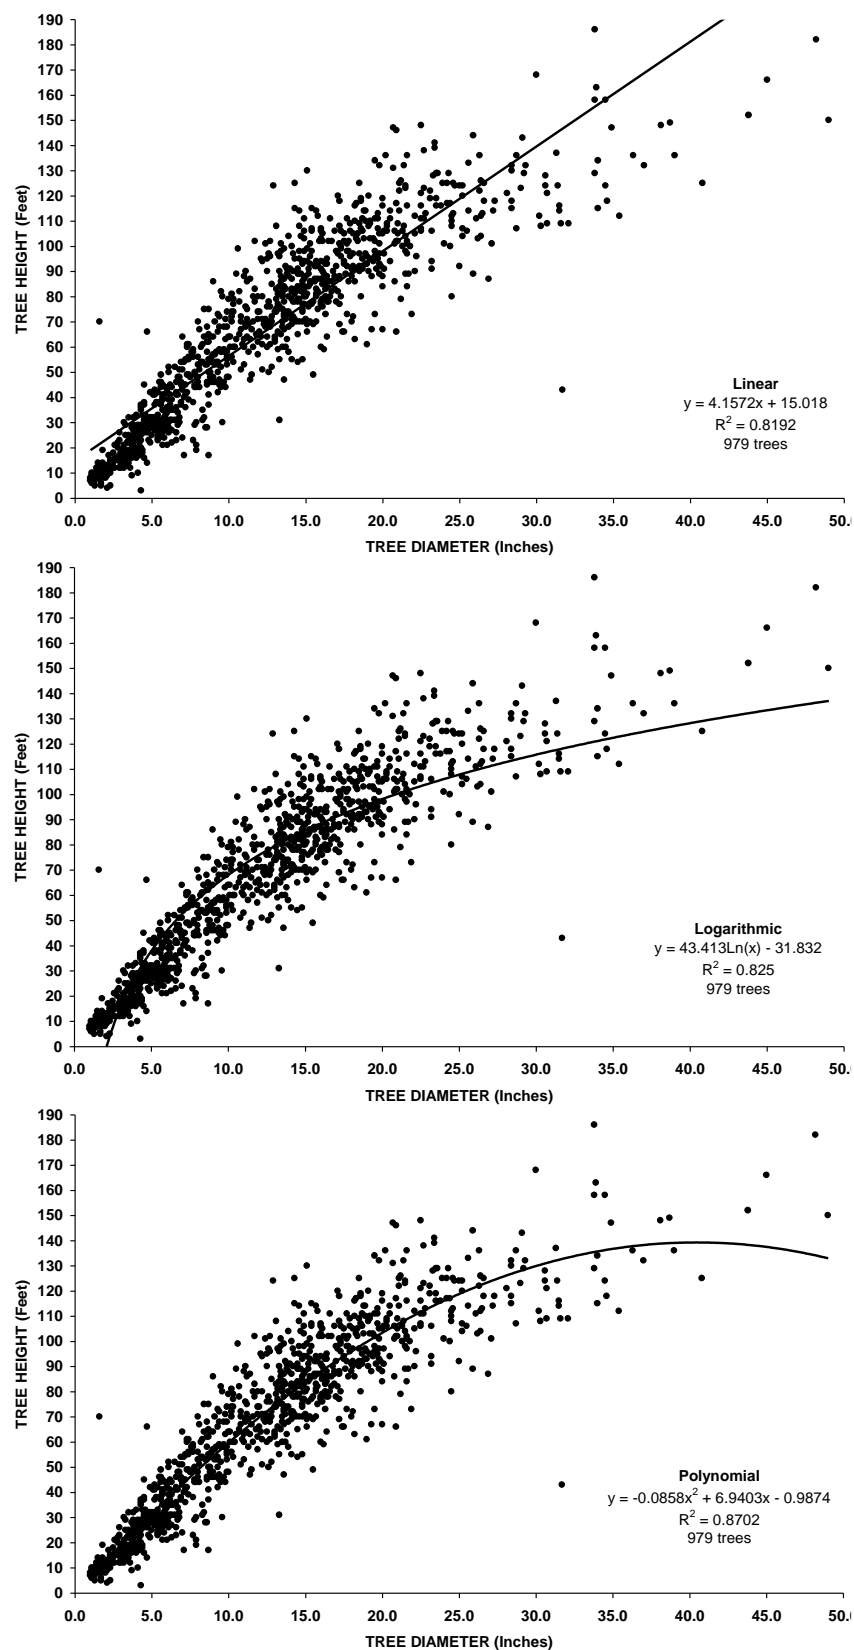 190
180
170
160
150
140
130
120
110
100
90
80
70
60
50
40
30
20
10
0
TREE HEIGHT (Feet)
Linear
y = 4.1572x + 15.018
R² = 0.8192
979 trees
0.0 5.0 10.0 15.0 20.0 25.0 30.0 35.0 40.0 45.0 50.
TREE DIAMETER (Inches)
190
180
170
160
150
140
130
120
110
100
90
80
70
60
50
40
30
20
10
0
TREE HEIGHT (Feet)
Logarithmic
y = 43.413Ln(x) - 31.832
R² = 0.825
979 trees
0.0 5.0 10.0 15.0 20.0 25.0 30.0 35.0 40.0 45.0 50.
TREE DIAMETER (Inches)
190
180
170
160
150
140
130
120
110
100
90
80
70
60
50
40
30
20
10
0
TREE HEIGHT (Feet)
Polynomial
y = -0.0858x² + 6.9403x - 0.9874
R² = 0.8702
979 trees
0.0 5.0 10.0 15.0 20.0 25.0 30.0 35.0 40.0 45.0 50.
TREE DIAMETER (Inches)